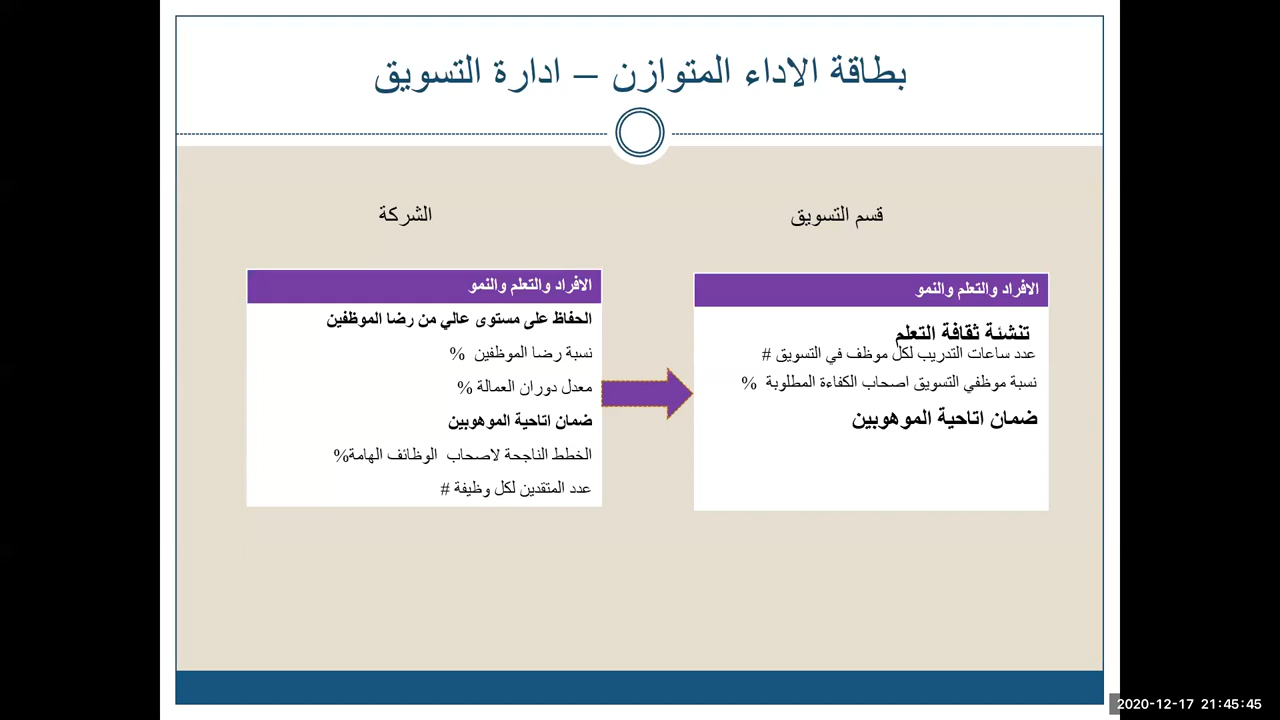 بطاقة الاداء المتوازن – ادارة التسويق
قسم التسويق
الشركة
الافراد والتعلم والنمو
تنشئة ثقافة التعلم
عدد ساعات التدريب لكل موظف في التسويق #
نسبة موظفي التسويق اصحاب الكفاءة المطلوبة %
ضمان اتاحية الموهوبين
الافراد والتعلم والنمو
الحفاظ على مستوى عالي من رضا الموظفين
نسبة رضا الموظفين %
معدل دوران العمالة %
ضمان اتاحية الموهوبين
الخطط الناجحة لاصحاب الوظائف الهامة%
عدد المتقدين لكل وظيفة #
2020-12-17 21:45:45